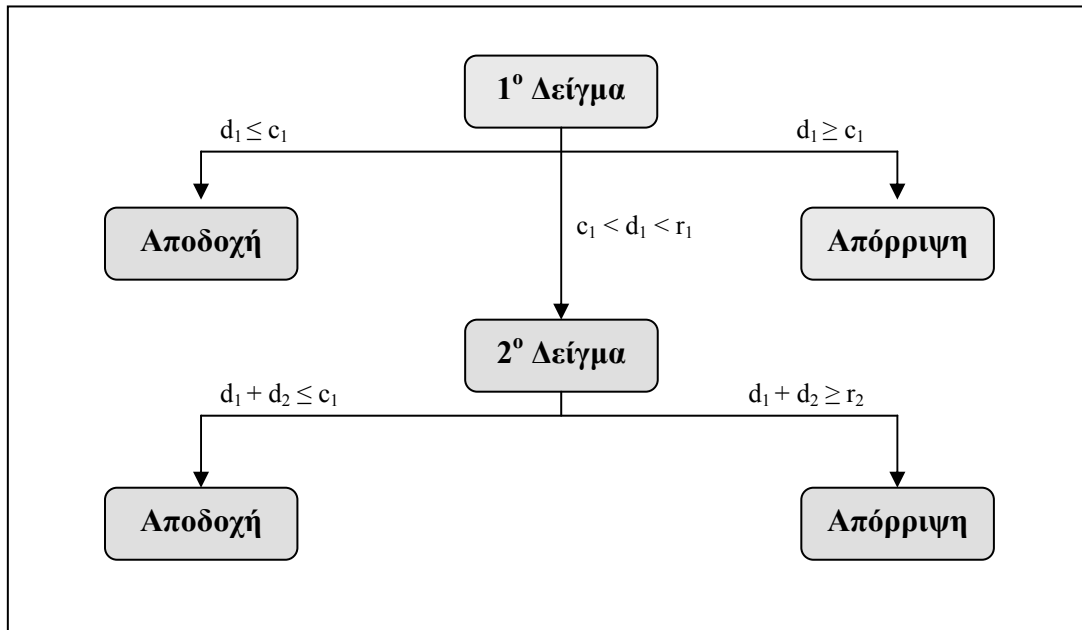 1ο Δείγμα
d1 ≤ c1
d1 ≥ c1
Αποδοχή
c1 < d1 < r1
Απόρριψη
2ο Δείγμα
d1 + d2 ≤ c1
d1 + d2 ≥ r2
Αποδοχή
Απόρριψη